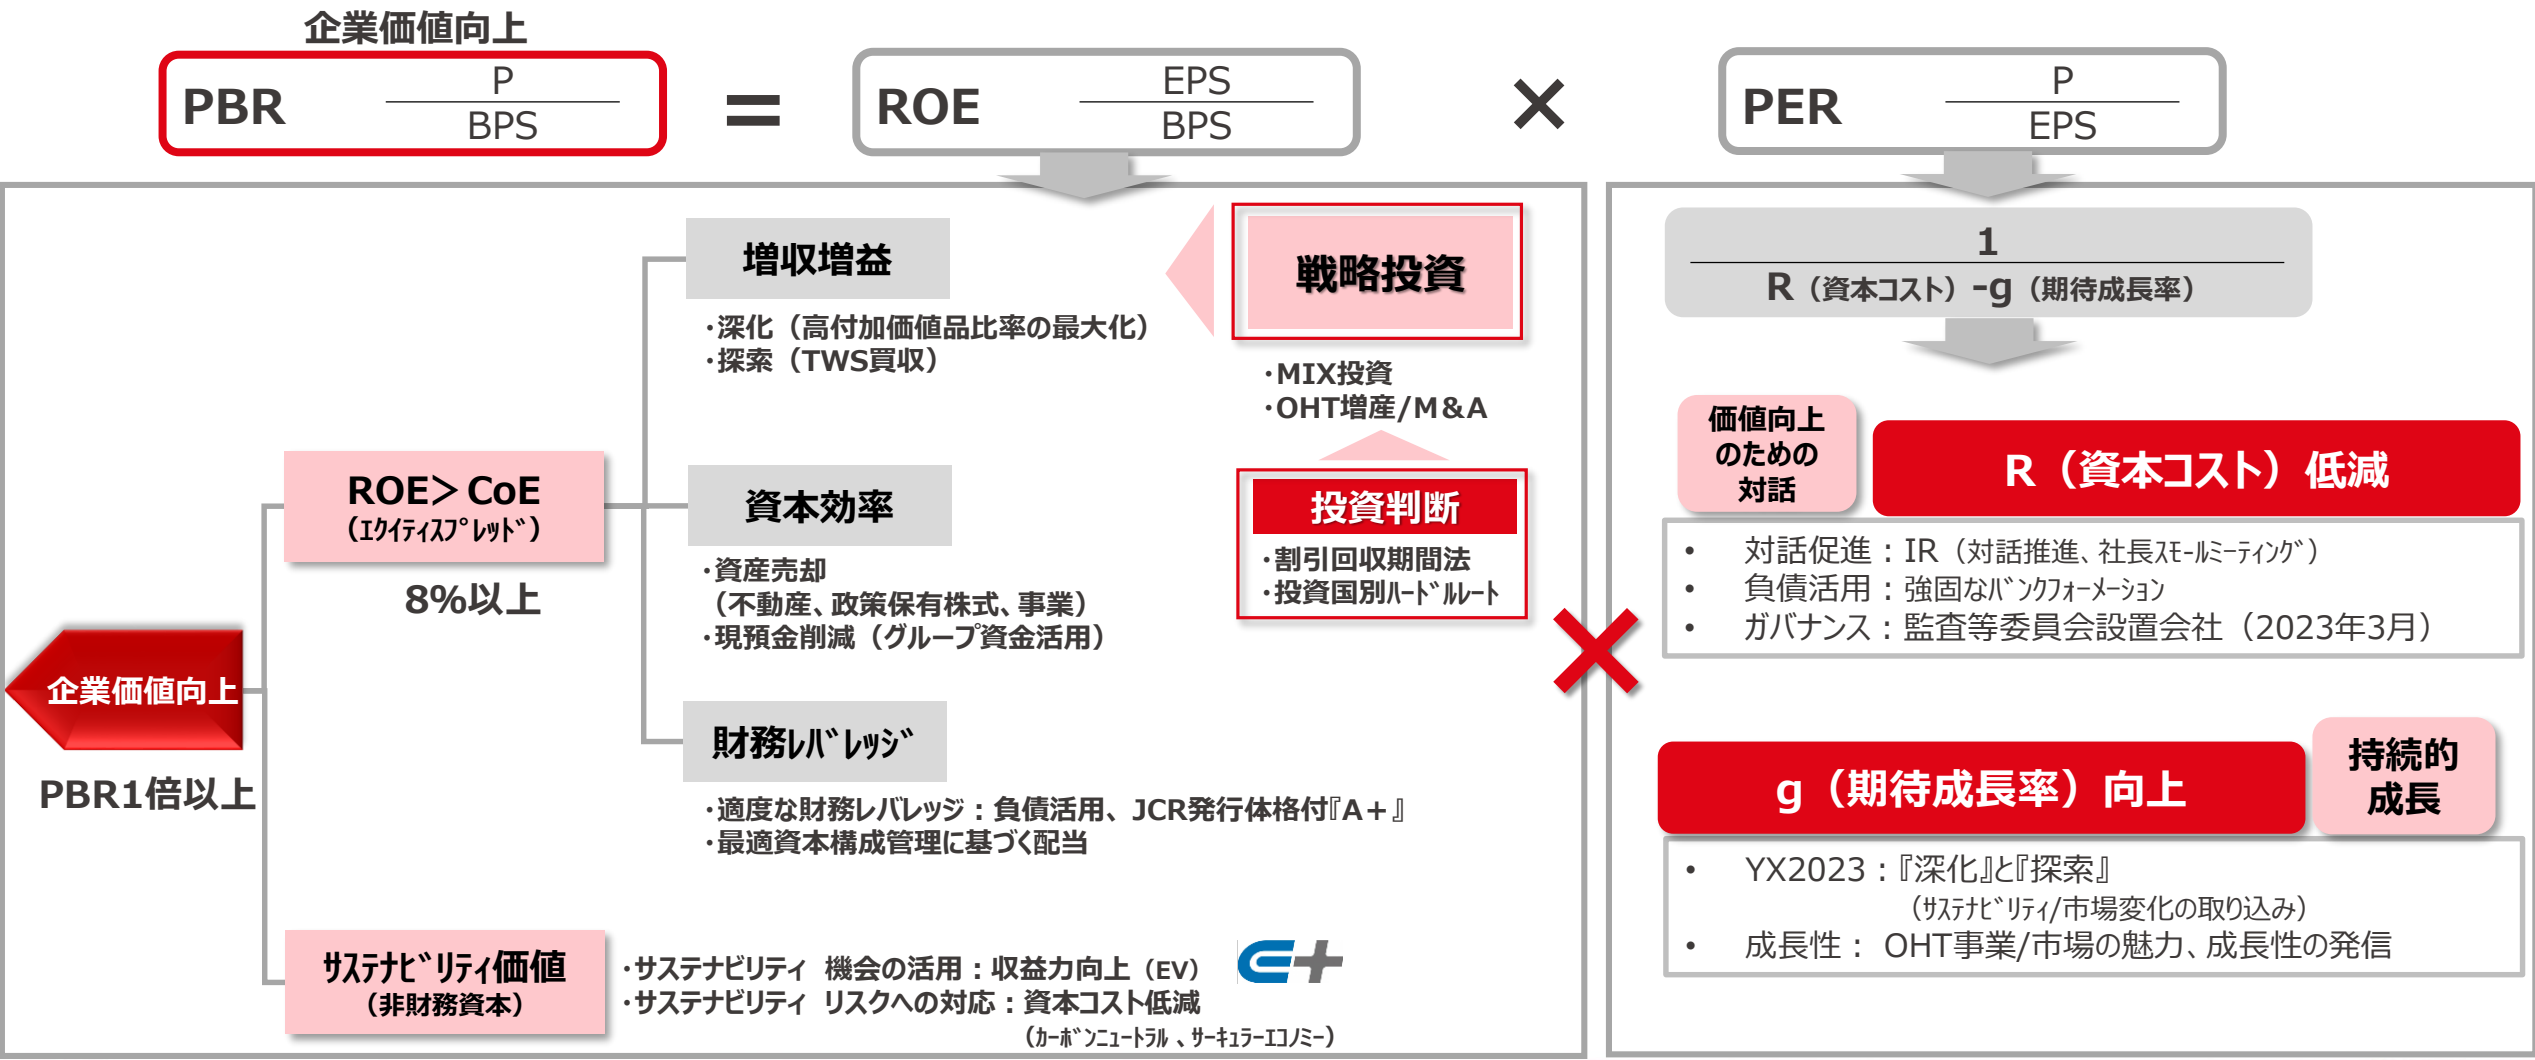 企業価値向上
PBR P
BPS
=
ROE EPS
BPS
×
PER P
EPS
増収増益
・深化（高付加価値品比率の最大化）
・探索（TWS買収）
戦略投資
・MIX投資
・OHT増産/M＆A
投資判断
・割引回収期間法
・投資国別ﾊｰﾄﾞﾙﾚｰﾄ
ROE＞CoE
（ｴｸｲﾃｨｽﾌﾟﾚｯﾄﾞ）
8%以上
資本効率
・資産売却
（不動産、政策保有株式、事業）
・現預金削減（グループ資金活用）
企業価値向上
PBR1倍以上
財務ﾚﾊﾞﾚｯｼﾞ
・適度な財務レバレッジ：負債活用、JCR発行体格付『A＋』
・最適資本構成管理に基づく配当
ｻｽﾃﾅﾋﾞﾘﾃｨ価値
（非財務資本）
・サステナビリティ 機会の活用：収益力向上（EV）
・サステナビリティ リスクへの対応：資本コスト低減
（ｶｰﾎﾞﾝﾆｭｰﾄﾗﾙ 、ｻｰｷｭﾗｰｴｺﾉﾐｰ）
E+
×
1
R（資本コスト）-g（期待成長率）
価値向上
のための
対話
R（資本コスト）低減
• 対話促進：IR（対話推進、社長ｽﾓｰﾙﾐｰﾃｨﾝｸﾞ）
• 負債活用：強固なﾊﾞﾝｸﾌｫｰﾒｰｼｮﾝ
• ガバナンス：監査等委員会設置会社（2023年3月）
g（期待成長率）向上
持続的
成長
• YX2023：『深化』と『探索』
（ｻｽﾃﾅﾋﾞﾘﾃｨ/市場変化の取り込み）
• 成長性： OHT事業/市場の魅力、成長性の発信